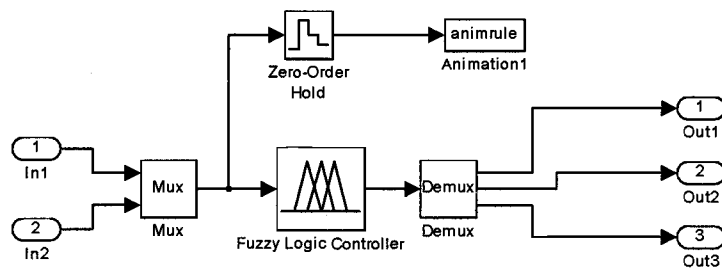 animrule
Zero-Order
Hold
Animation1
1
Out1
1
In1
Mux
Mux
2
In2
Fuzzy Logic Controller
Demux
Demux
2
Out2
3
Out3